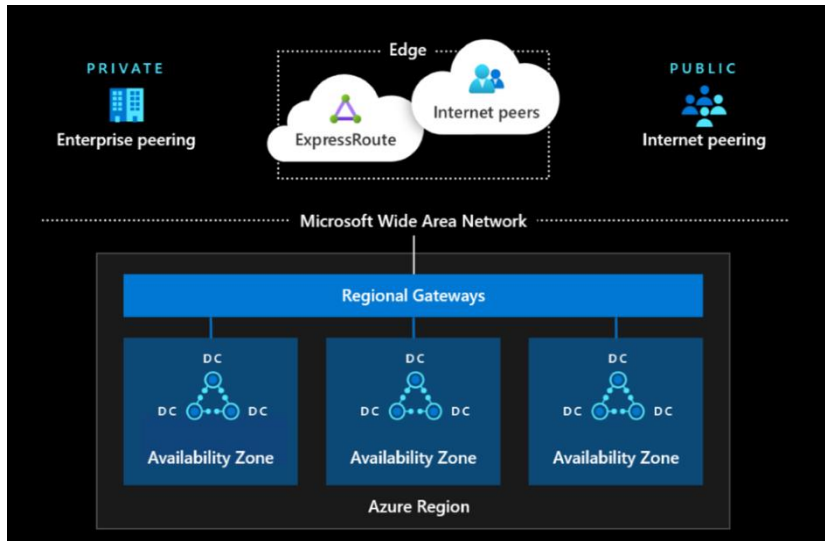 Edge
PRIVATE
PUBLIC
Enterprise peering
ExpressRoute
Internet peers
Internet peering
Microsoft Wide Area Network
Regional Gateways
DC
DC DC
Availability Zone
DC
DC DC
Availability Zone
DC
DC DC
Availability Zone
Azure Region